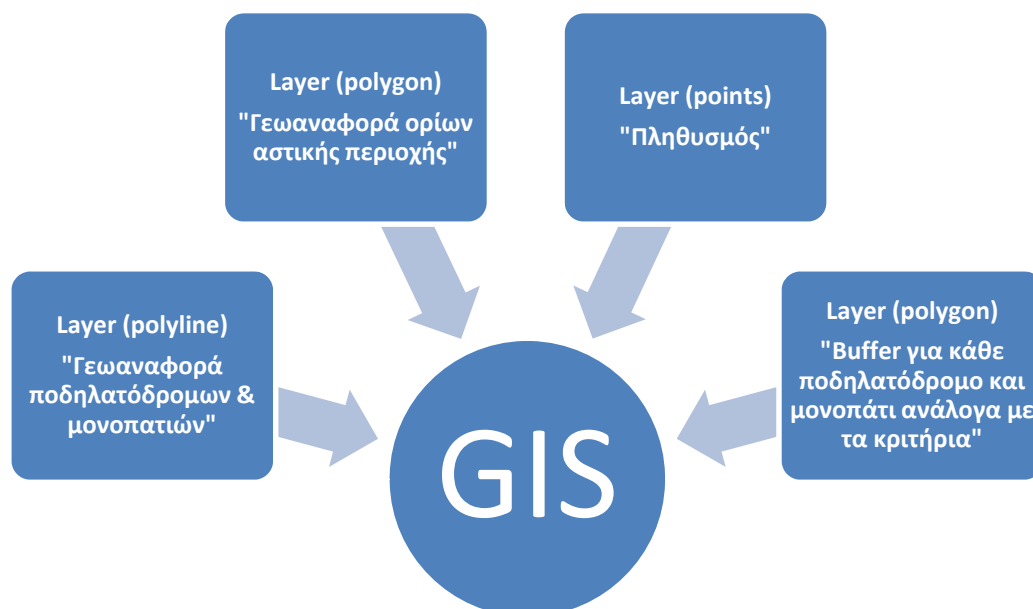 Layer (polygon)
"Γεωαναφορά ορίων
αστικής περιοχής"
Layer (points)
"Πληθυσμός"
Layer (polyline)
"Γεωαναφορά
ποδηλατόδρομων &
μονοπατιών"
Layer (polygon)
"Buffer για κάθε
ποδηλατόδρομο και
μονοπάτι ανάλογα με
τα κριτήρια"
GIS